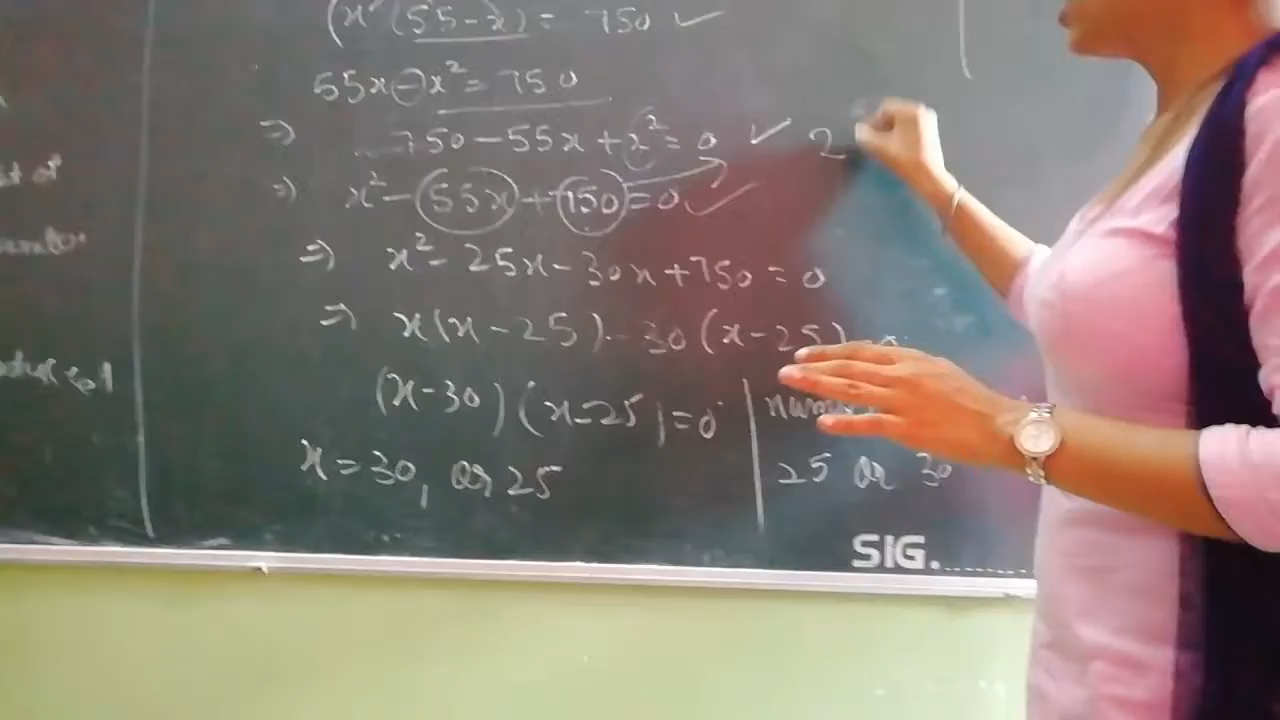 (x (55-x) = 750 ✓
55x-x² = 750
⇒ 750-55x+x² = 0 ✓ 2
⇒ x²-55x+750=0 ✓
⇒ x²-25x-30x+750 = 0
⇒ x(x-25)-30(x-25)
(x-30)(x-25)=0
x=30, or 25
25 or 30
SIG.